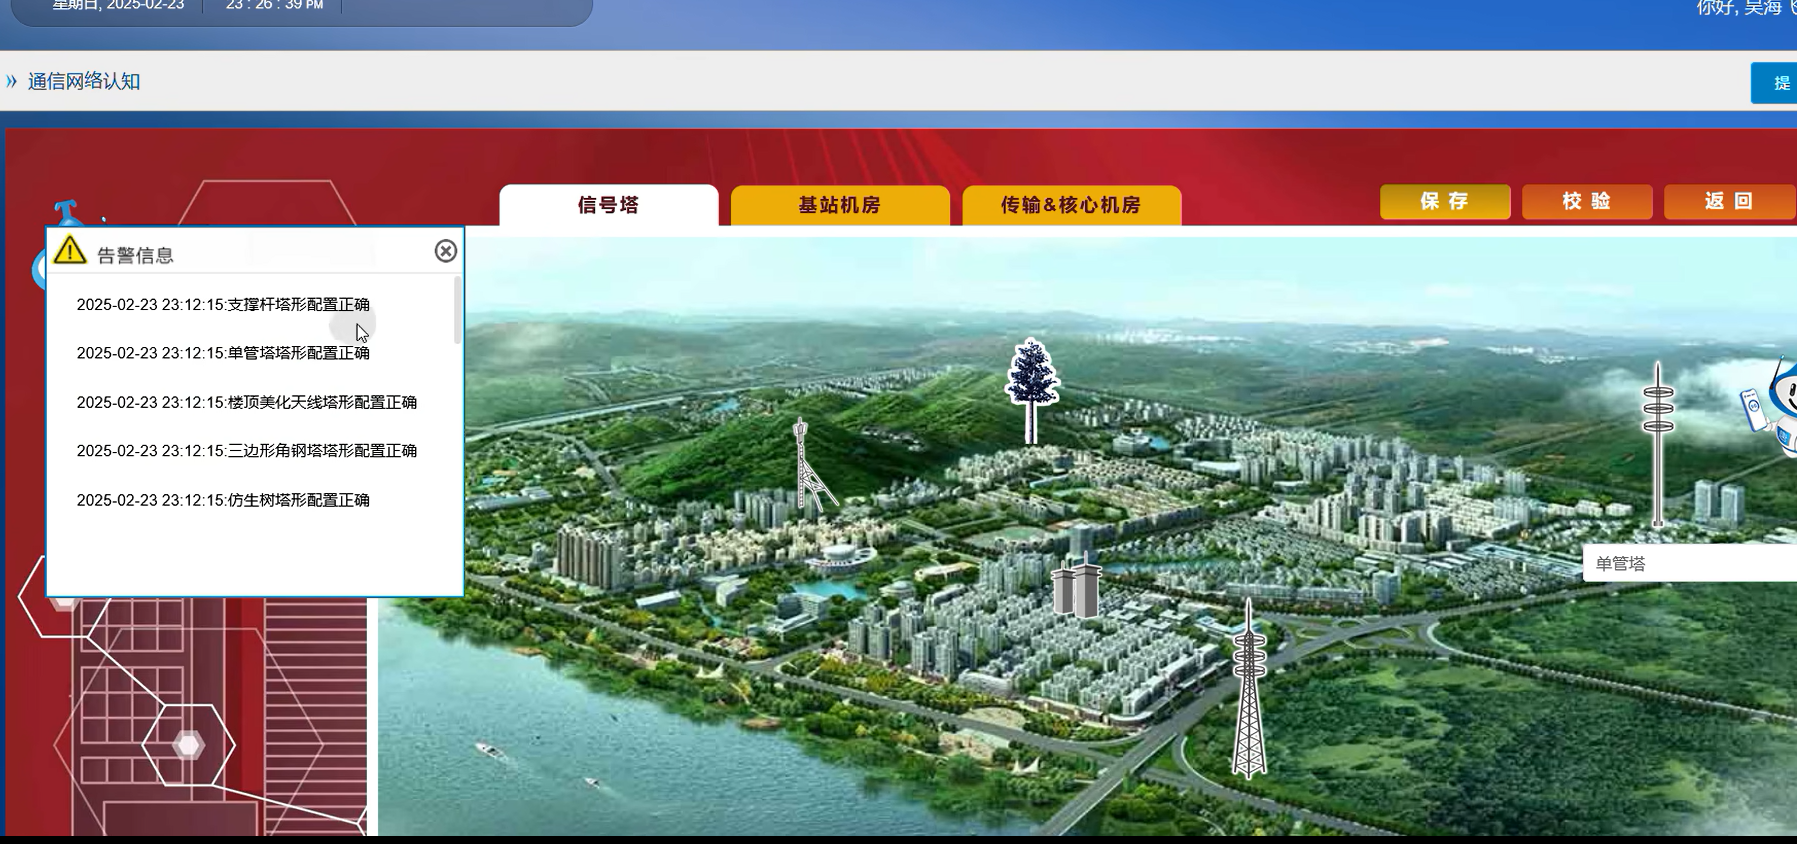 星期日, 2025-02-23 23 : 26 : 39 PM
你好, 吴海
» 通信网络认知
提
信号塔
基站机房
传输&核心机房
保 存
校 验
返 回
告警信息
2025-02-23 23:12:15:支撑杆塔形配置正确
2025-02-23 23:12:15:单管塔塔形配置正确
2025-02-23 23:12:15:楼顶美化天线塔形配置正确
2025-02-23 23:12:15:三边形角钢塔塔形配置正确
2025-02-23 23:12:15:仿生树塔形配置正确
单管塔